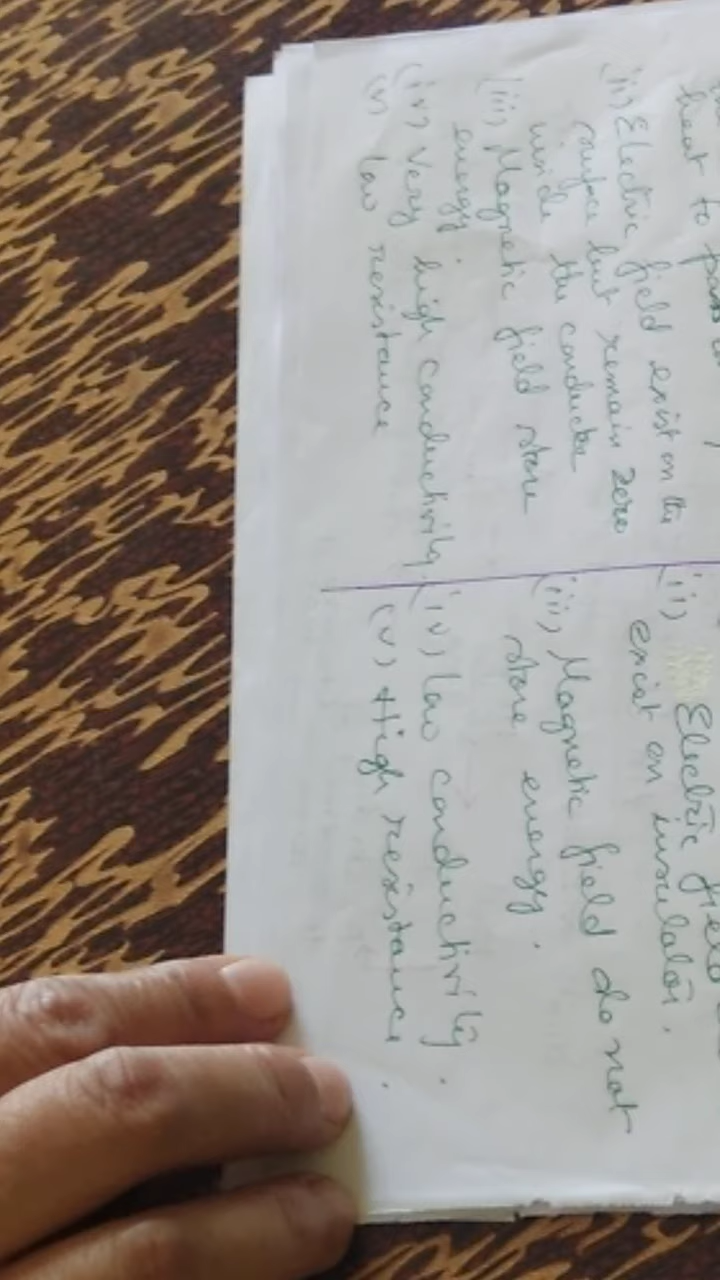 heat to pass
(ii) Electric field exist on the
surface but remain zero
inside the conductor
(iii) Magnetic field store
energy.
(iv) Very high conductivity.
(v) low resistance
(ii) Electric field
exist on insulator.
(iii) Magnetic field do not
store energy.
(iv) low conductivity.
(v) High resistance.